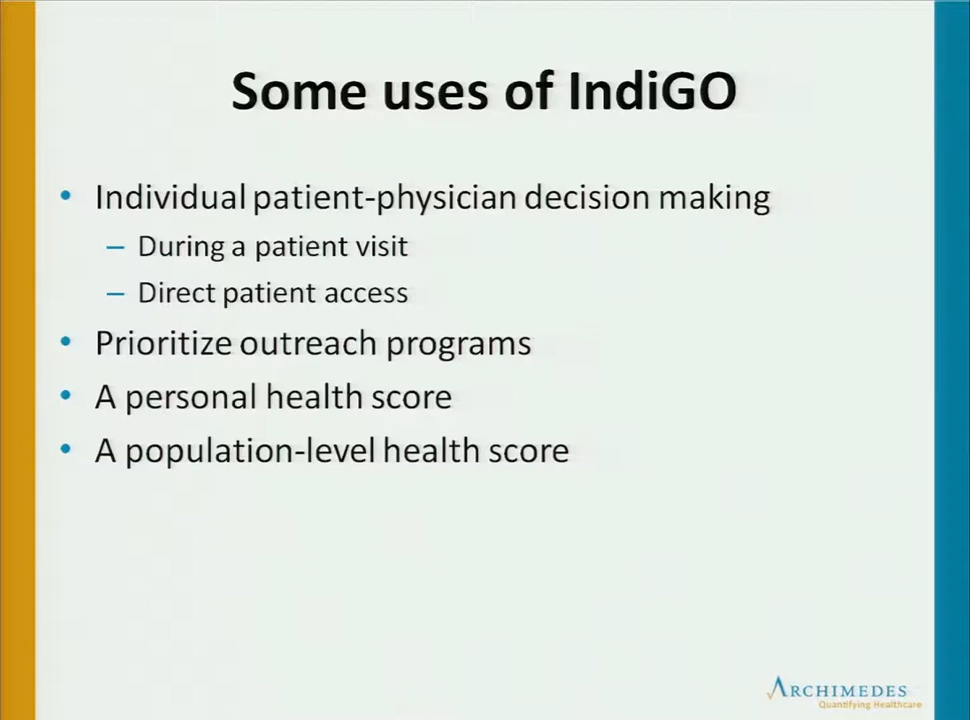 Some uses of IndiGO
• Individual patient-physician decision making
– During a patient visit
– Direct patient access
• Prioritize outreach programs
• A personal health score
• A population-level health score
ARCHIMEDES
Quantifying Healthcare